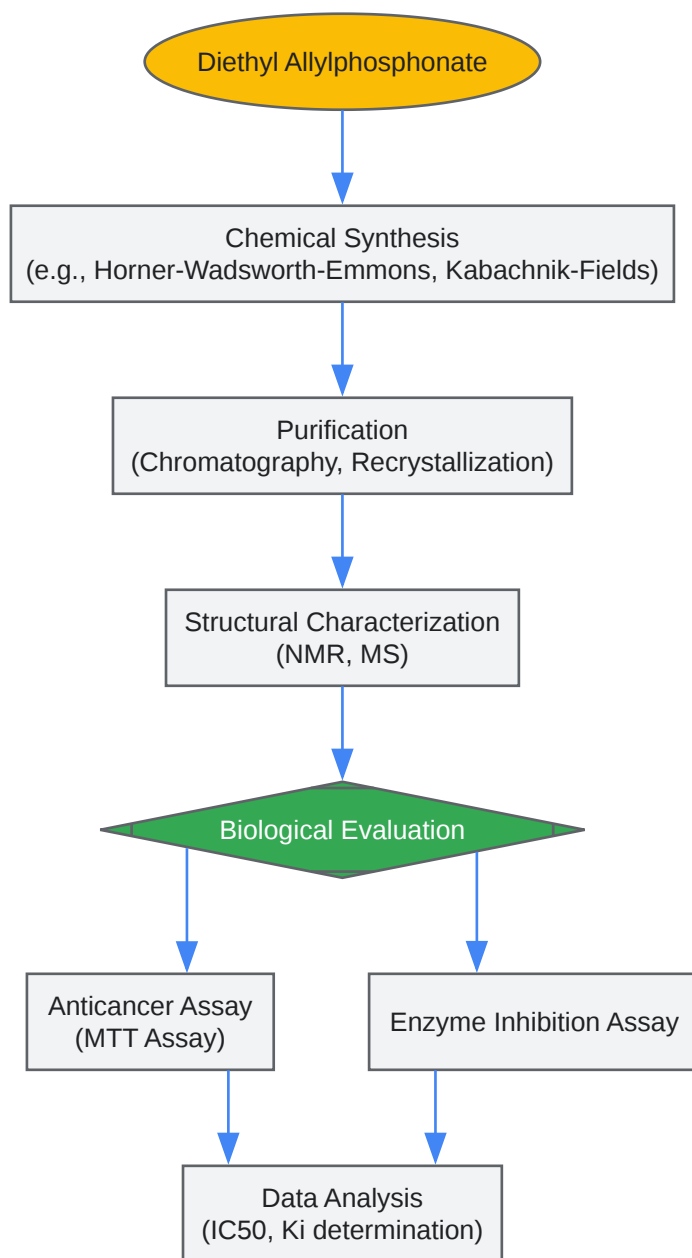 Diethyl Allylphosphonate
Chemical Synthesis
(e.g., Horner-Wadsworth-Emmons, Kabachnik-Fields)
Purification
(Chromatography, Recrystallization)
Structural Characterization
(NMR, MS)
Biological Evaluation
Anticancer Assay
(MTT Assay)
Enzyme Inhibition Assay
Data Analysis
(IC50, Ki determination)